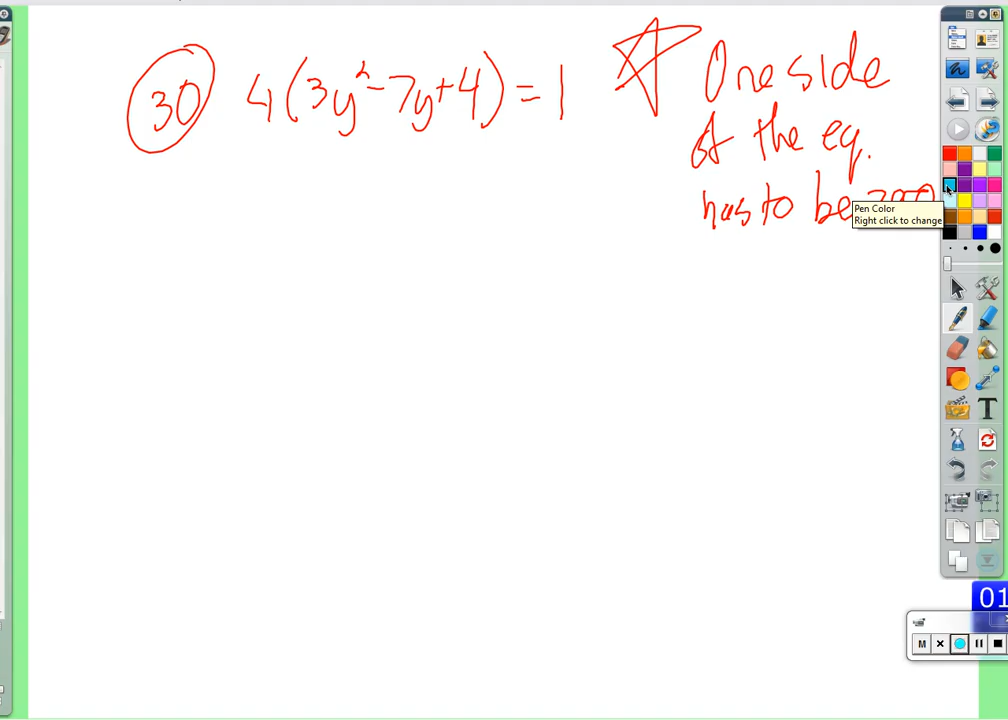 30 4(3y²-7y+4)=1
One side
of the eq.
has to be
Pen Color
Right click to change
T
01
M